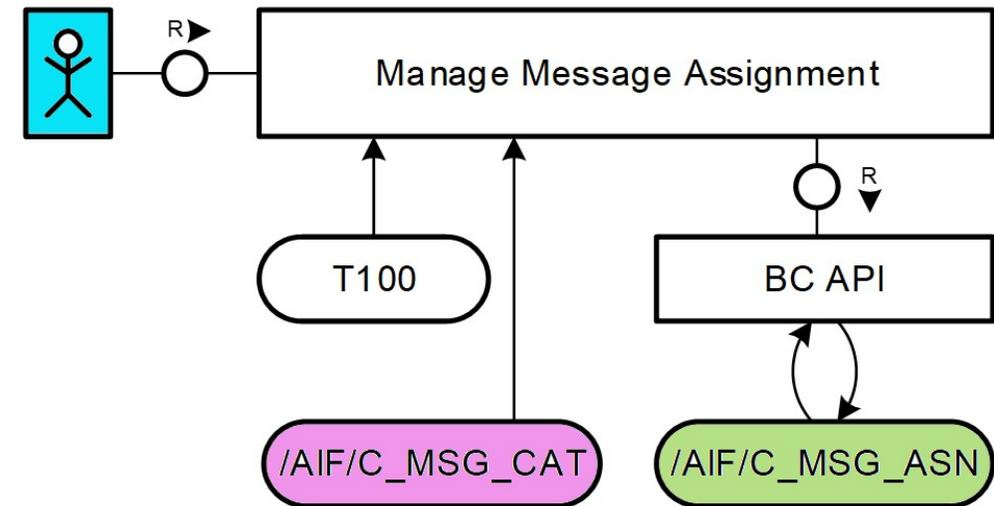 R
Manage Message Assignment
R
T100
BC API
/AIF/C_MSG_CAT
/AIF/C_MSG_ASN